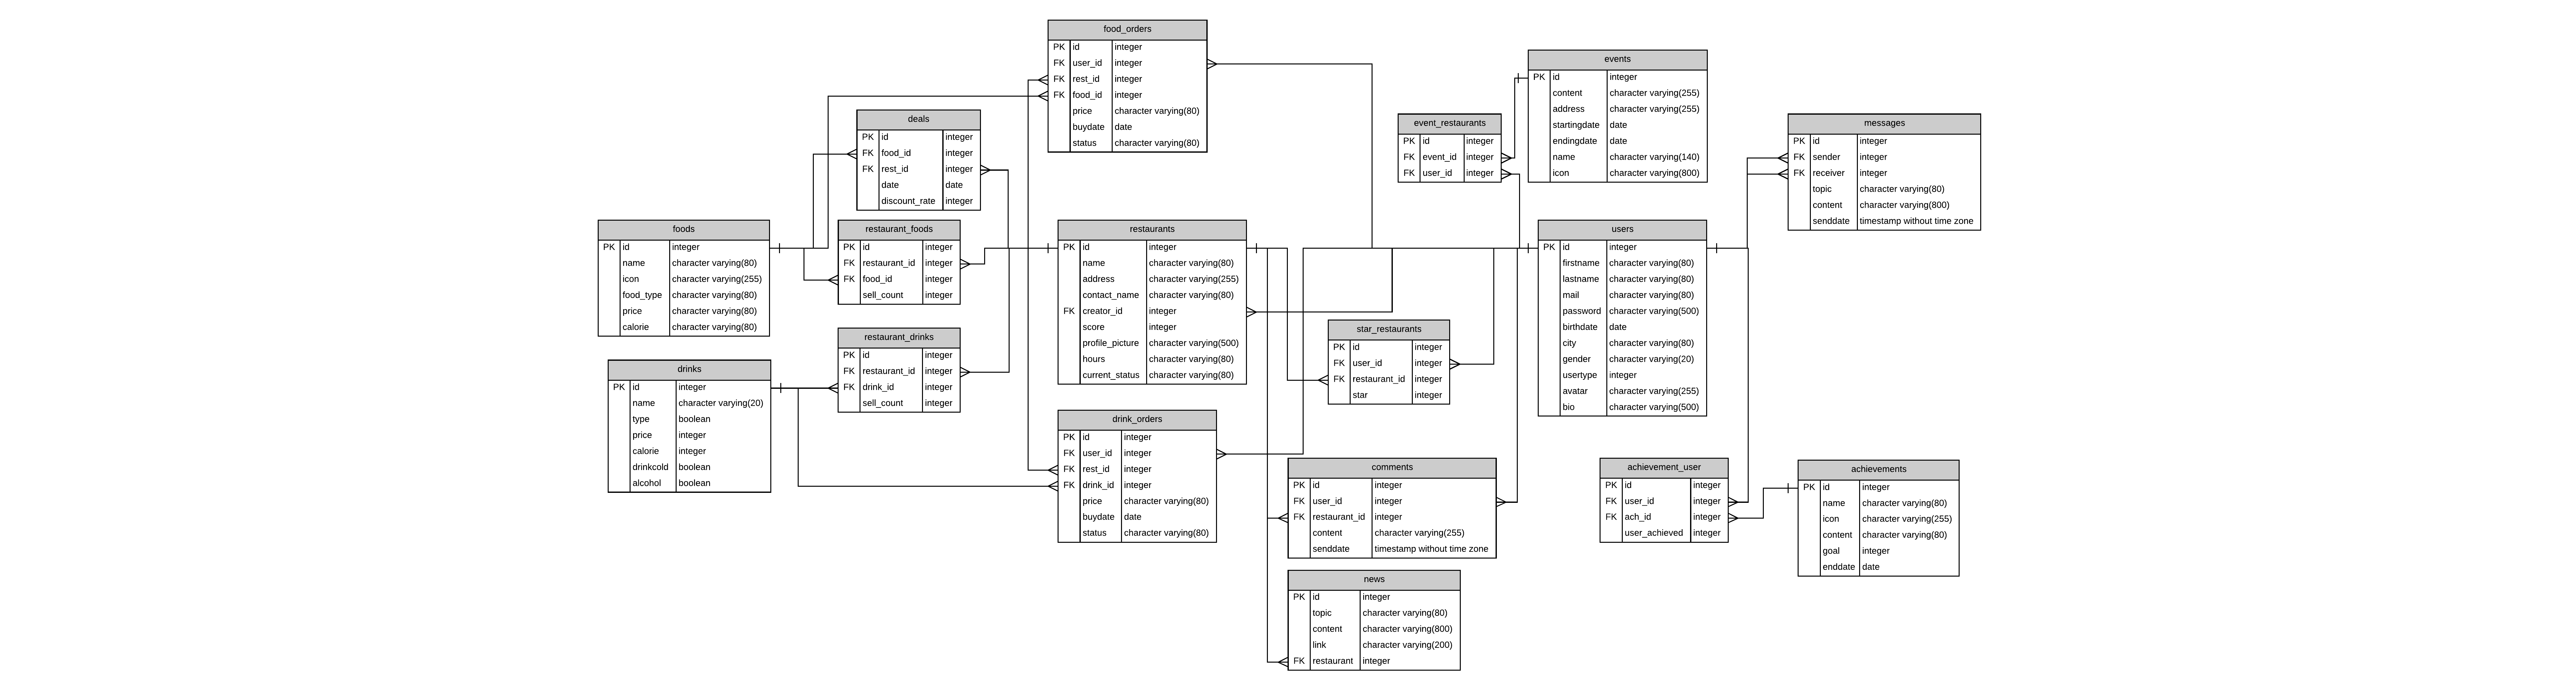 food_orders
PK id integer
FK user_id integer
FK rest_id integer
FK food_id integer
price character varying(80)
buydate date
status character varying(80)
events
PK id integer
content character varying(255)
address character varying(255)
startingdate date
endingdate date
name character varying(140)
icon character varying(800)
deals
PK id integer
FK food_id integer
FK rest_id integer
date date
discount_rate integer
event_restaurants
PK id integer
FK event_id integer
FK user_id integer
messages
PK id integer
FK sender integer
FK receiver integer
topic character varying(80)
content character varying(800)
senddate timestamp without time zone
foods
PK id integer
name character varying(80)
icon character varying(255)
food_type character varying(80)
price character varying(80)
calorie character varying(80)
restaurant_foods
PK id integer
FK restaurant_id integer
FK food_id integer
sell_count integer
restaurants
PK id integer
name character varying(80)
address character varying(255)
contact_name character varying(80)
FK creator_id integer
score integer
profile_picture character varying(500)
hours character varying(80)
current_status character varying(80)
users
PK id integer
firstname character varying(80)
lastname character varying(80)
mail character varying(80)
password character varying(500)
birthdate date
city character varying(80)
gender character varying(20)
usertype integer
avatar character varying(255)
bio character varying(500)
star_restaurants
PK id integer
FK user_id integer
FK restaurant_id integer
star integer
restaurant_drinks
PK id integer
FK restaurant_id integer
FK drink_id integer
sell_count integer
drinks
PK id integer
name character varying(20)
type boolean
price integer
calorie integer
drinkcold boolean
alcohol boolean
drink_orders
PK id integer
FK user_id integer
FK rest_id integer
FK drink_id integer
price character varying(80)
buydate date
status character varying(80)
comments
PK id integer
FK user_id integer
FK restaurant_id integer
content character varying(255)
senddate timestamp without time zone
achievement_user
PK id integer
FK user_id integer
FK ach_id integer
user_achieved integer
achievements
PK id integer
name character varying(80)
icon character varying(255)
content character varying(80)
goal integer
enddate date
news
PK id integer
topic character varying(80)
content character varying(800)
link character varying(200)
FK restaurant integer